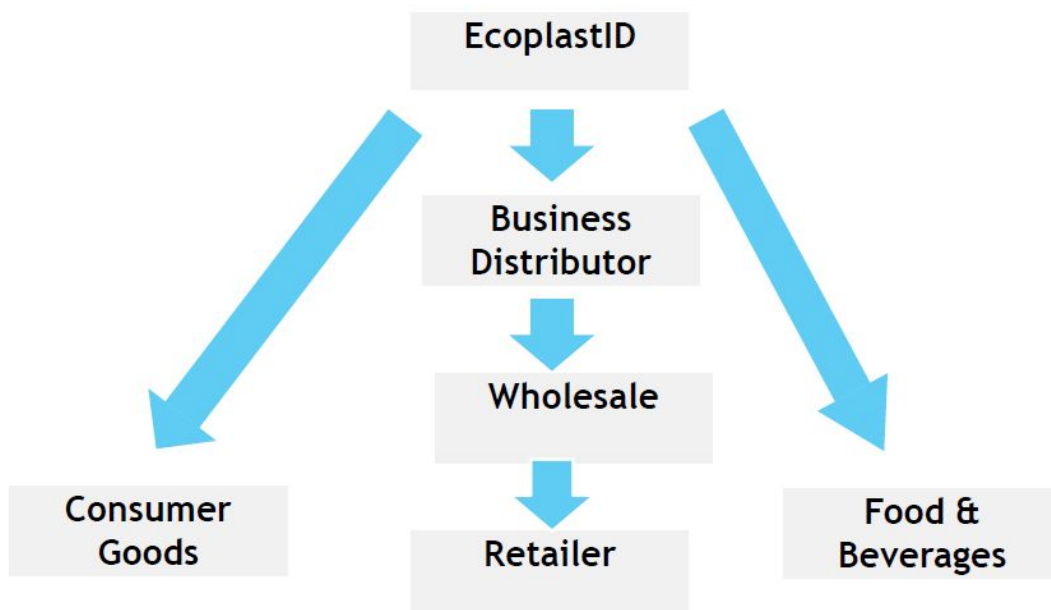 EcoplastID
Business
Distributor
Wholesale
Consumer
Goods
Retailer
Food &
Beverages